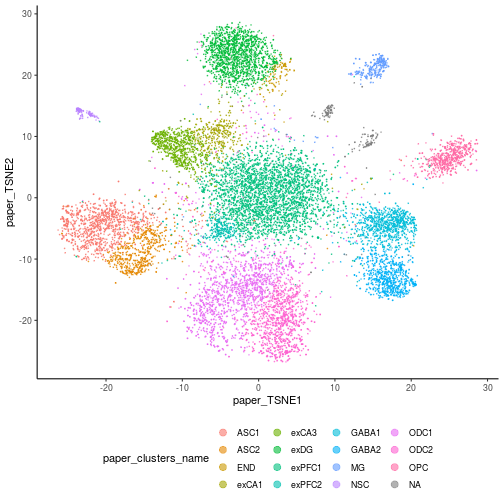 30
20
10
0
-10
-20
paper_TSNE2
-20 -10 0 10 20 30
paper_TSNE1
paper_clusters_name
ASC1 exCA3 GABA1 ODC1
ASC2 exDG GABA2 ODC2
END exPFC1 MG OPC
exCA1 exPFC2 NSC NA